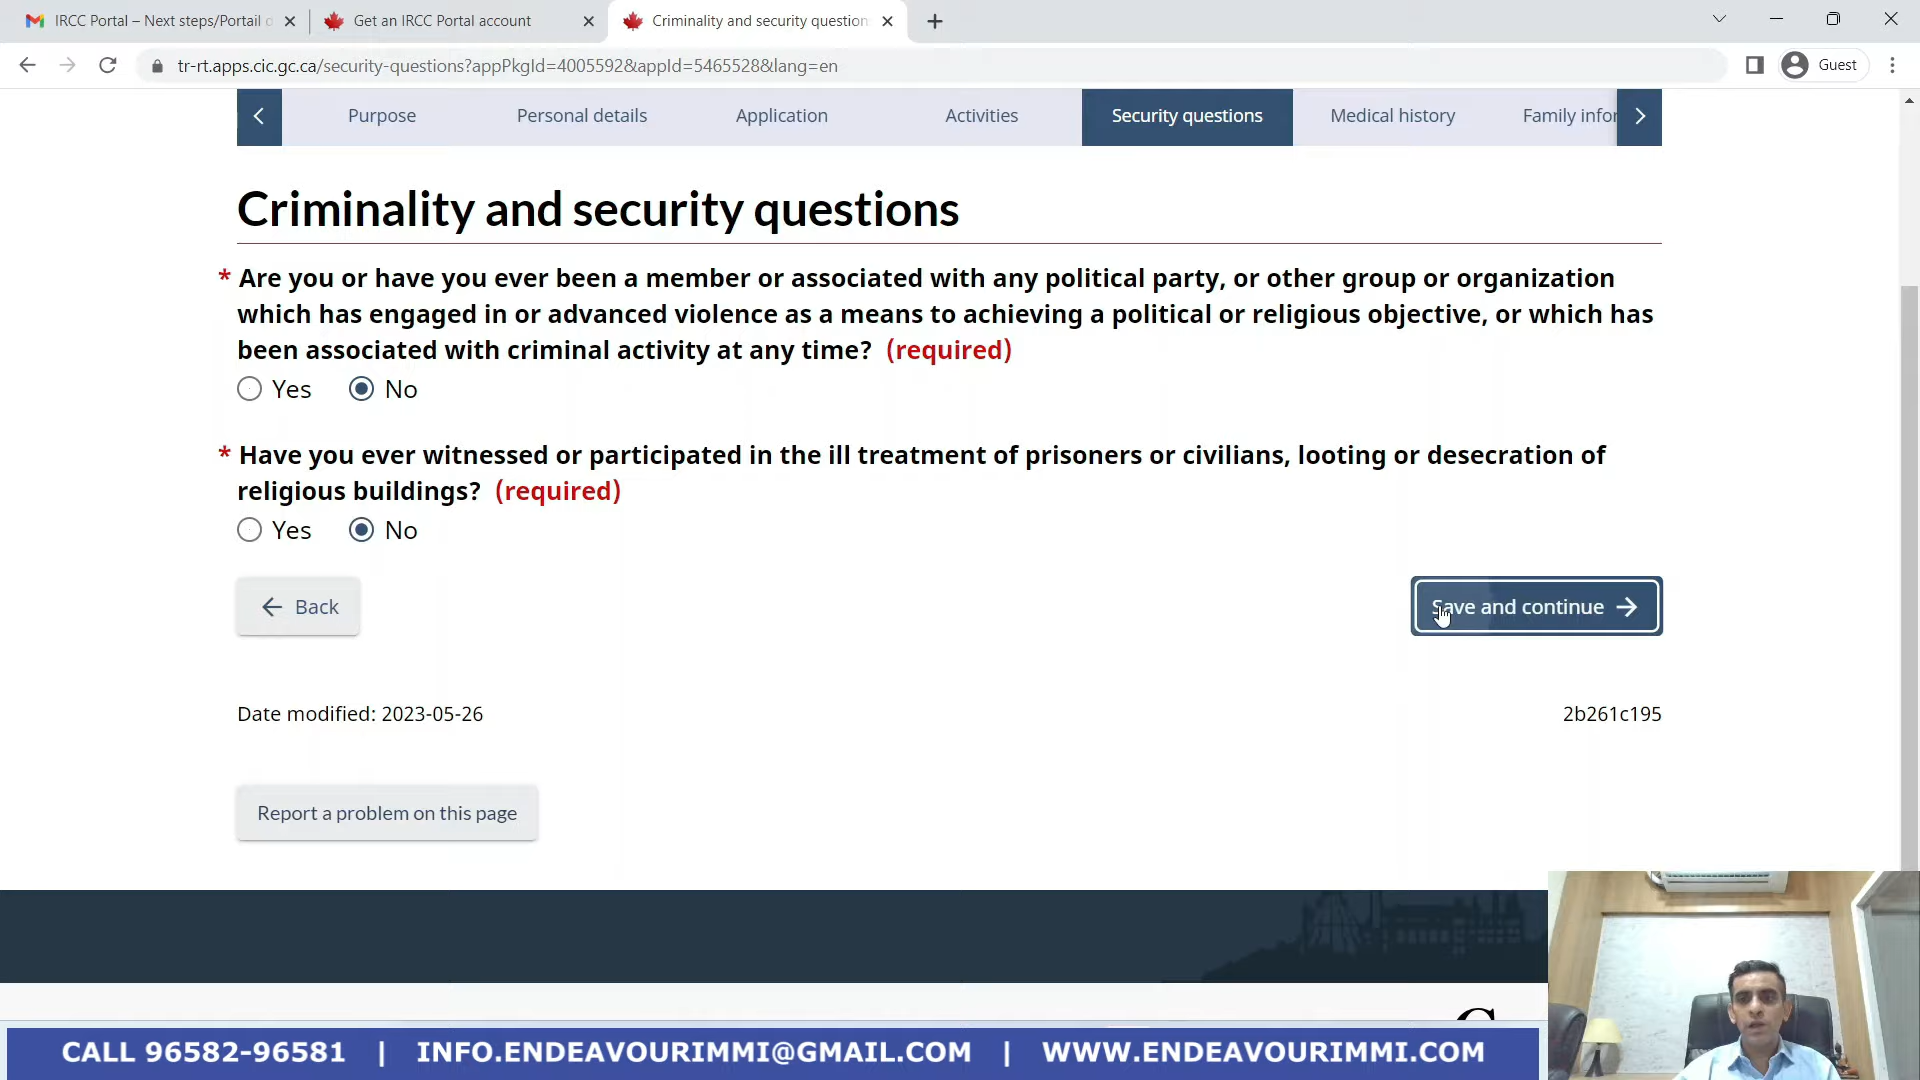 IRCC Portal – Next steps/Portail
Get an IRCC Portal account
Criminality and security question
tr-rt.apps.cic.gc.ca/security-questions?appPkgId=4005592&appId=5465528&lang=en
Guest
Purpose
Personal details
Application
Activities
Security questions
Medical history
Family infor
Criminality and security questions
* Are you or have you ever been a member or associated with any political party, or other group or organization
which has engaged in or advanced violence as a means to achieving a political or religious objective, or which has
been associated with criminal activity at any time? (required)
Yes No
* Have you ever witnessed or participated in the ill treatment of prisoners or civilians, looting or desecration of
religious buildings? (required)
Yes No
Back
Save and continue
Date modified: 2023-05-26
2b261c195
Report a problem on this page
CALL 96582-96581 | INFO.ENDEAVOURIMMI@GMAIL.COM | WWW.ENDEAVOURIMMI.COM